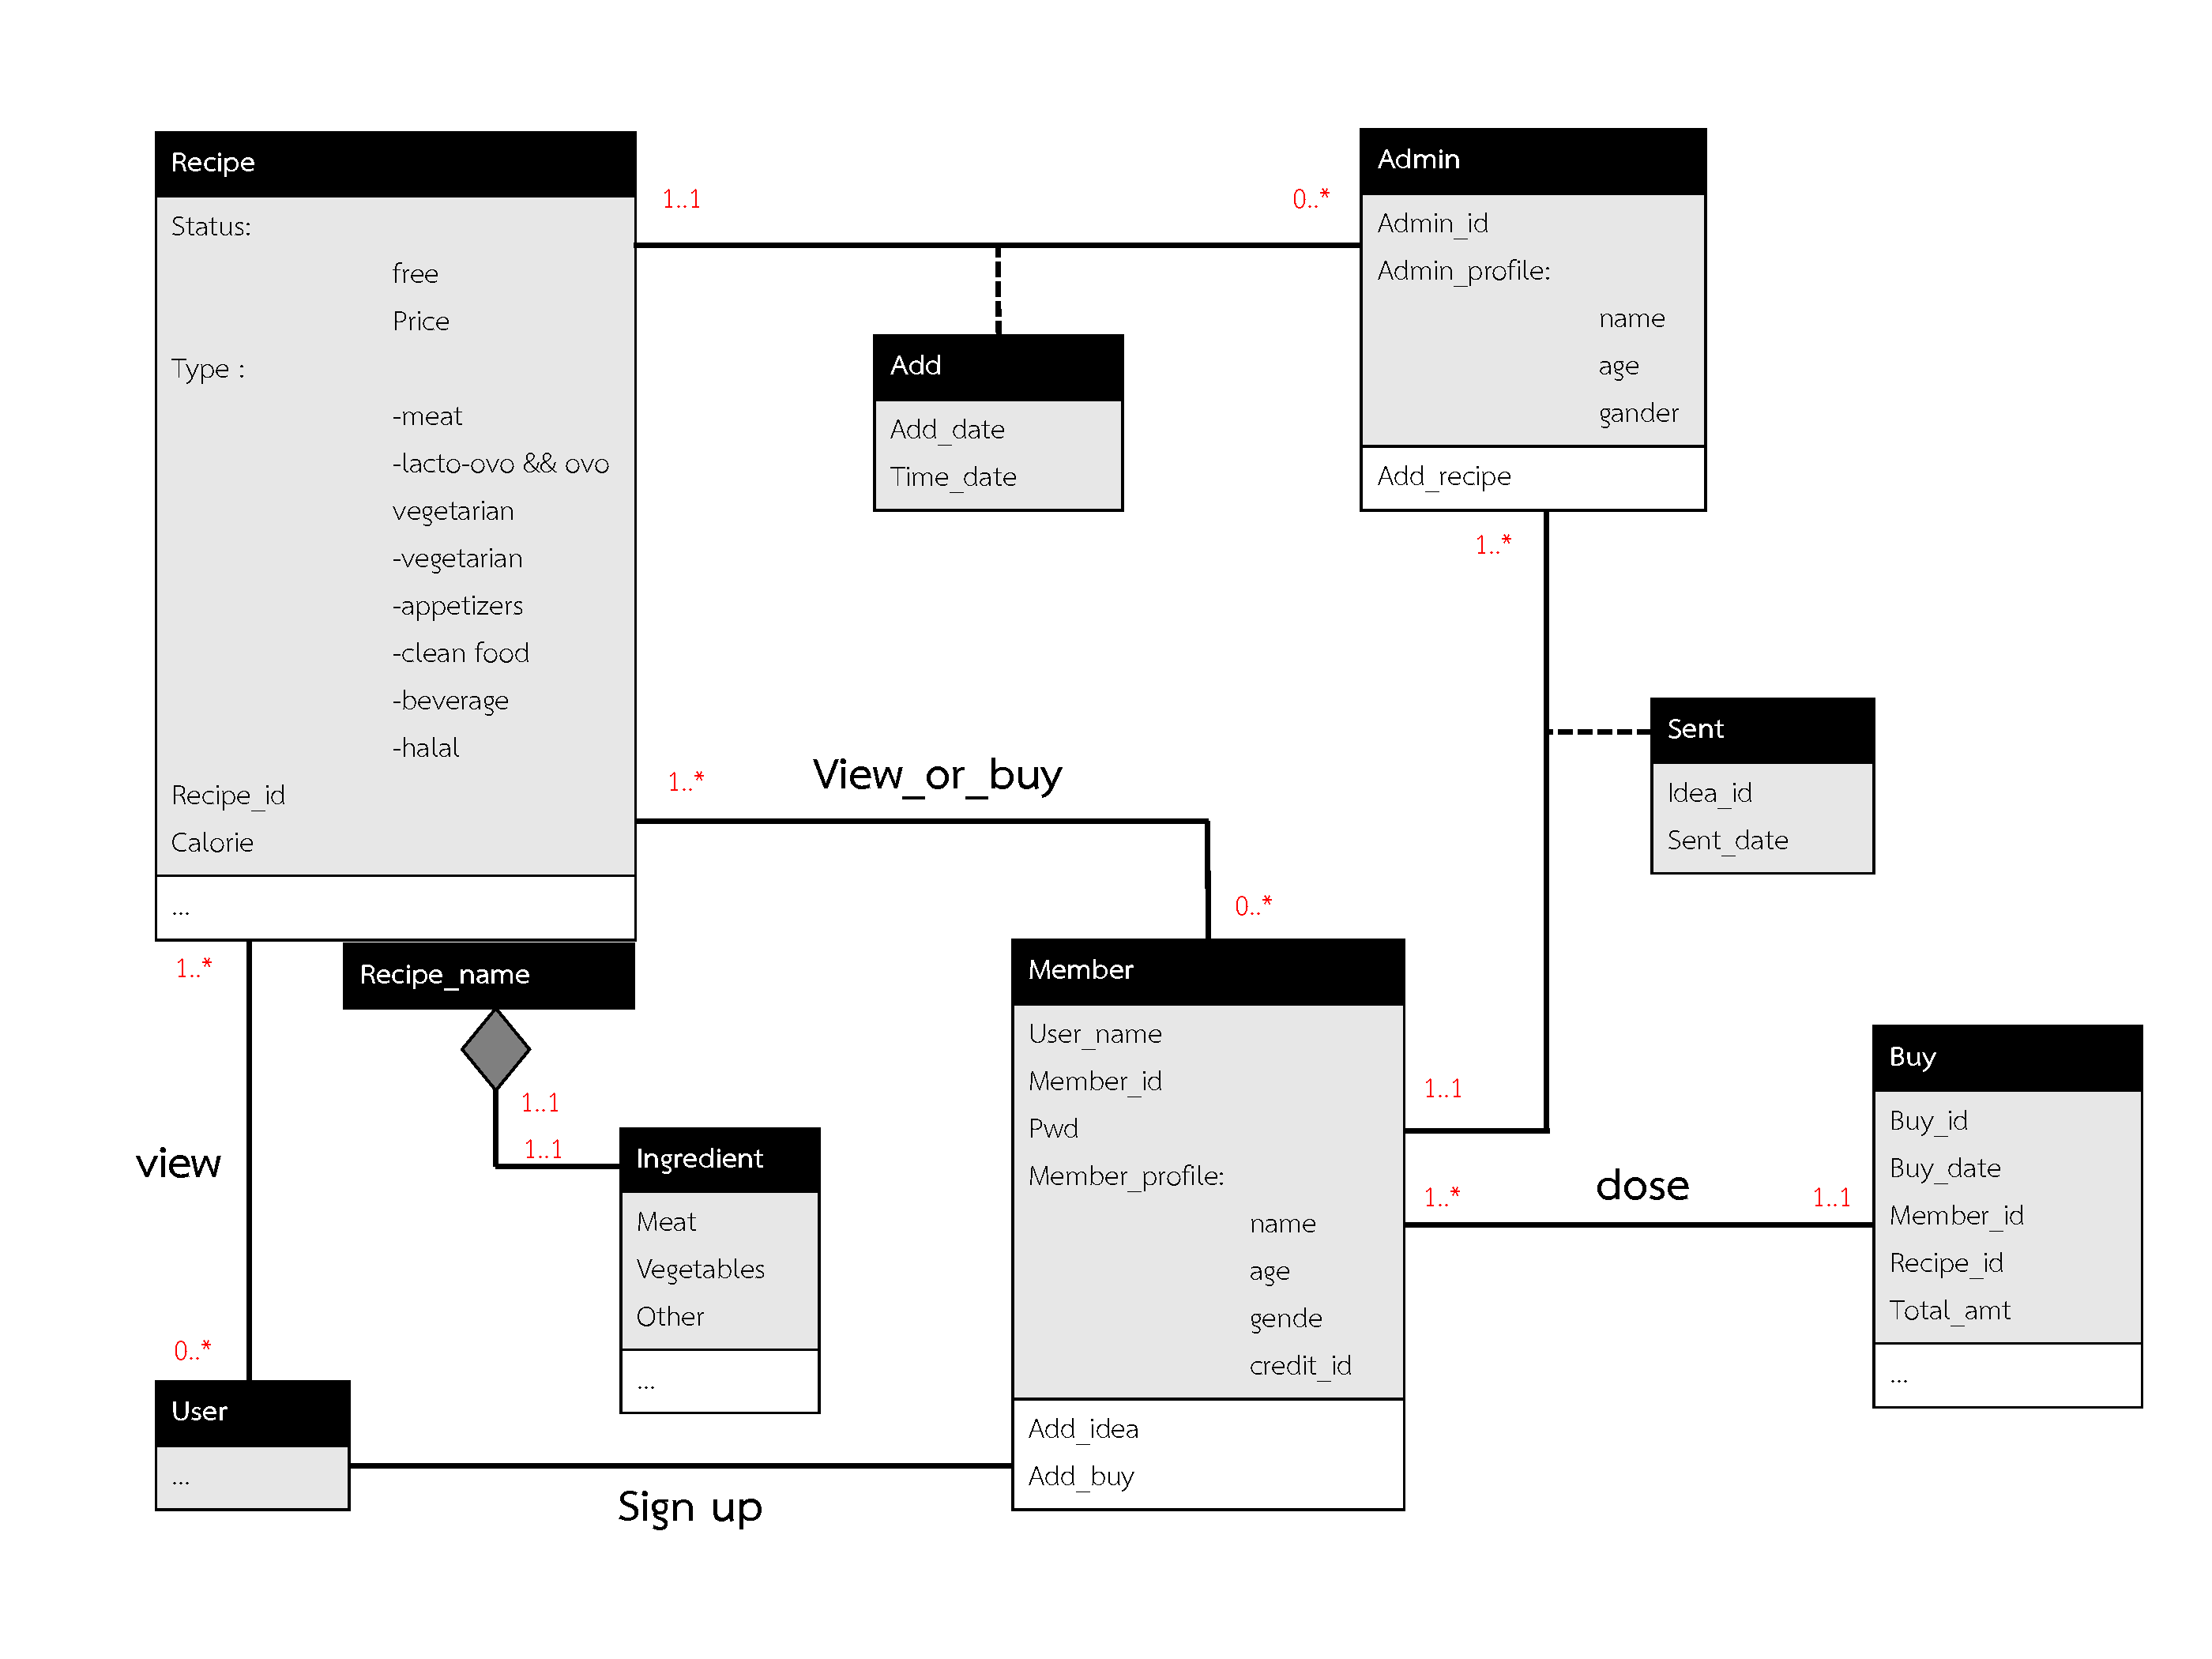 Recipe
Status:
free
Price
Type :
-meat
-lacto-ovo && ovo
vegetarian
-vegetarian
-appetizers
-clean food
-beverage
-halal
Recipe_id
Calorie
...
1..1
0..*
Admin
Admin_id
Admin_profile:
name
age
gander
Add_recipe
Add
Add_date
Time_date
1..*
Sent
Idea_id
Sent_date
1..*
View_or_buy
0..*
1..*
Recipe_name
1..1
1..1
Ingredient
Meat
Vegetables
Other
...
view
0..*
User
...
Sign up
Member
User_name
Member_id
Pwd
Member_profile:
name
age
gende
credit_id
Add_idea
Add_buy
1..1
1..*
dose
1..1
Buy
Buy_id
Buy_date
Member_id
Recipe_id
Total_amt
...